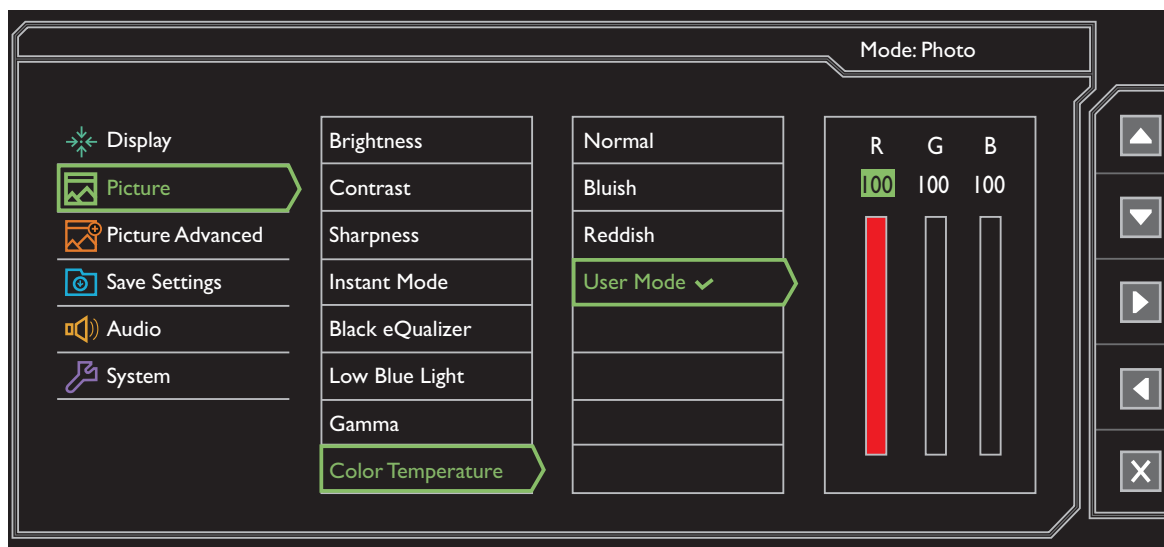 Mode: Photo
Display
Picture
Picture Advanced
Save Settings
Audio
System
Brightness
Contrast
Sharpness
Instant Mode
Black eQualizer
Low Blue Light
Gamma
Color Temperature
Normal
Bluish
Reddish
User Mode
R G B
100 100 100